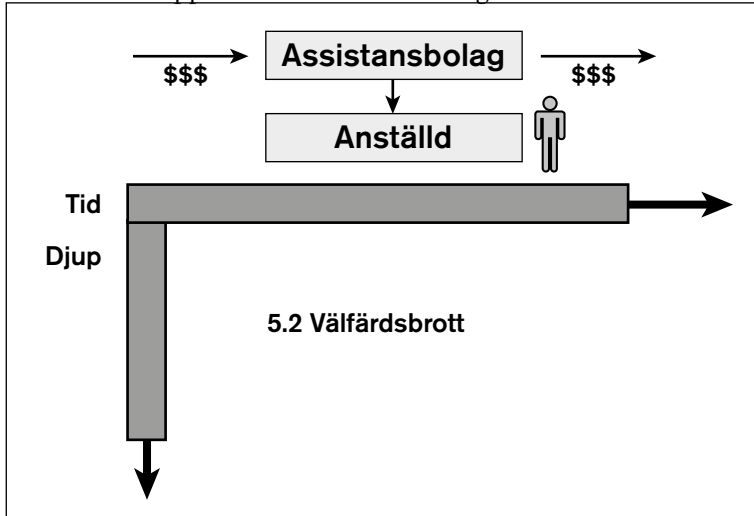 Assistansbolag
$$$ $$$
Anställd
Tid
Djup
5.2 Välfärdsbrott